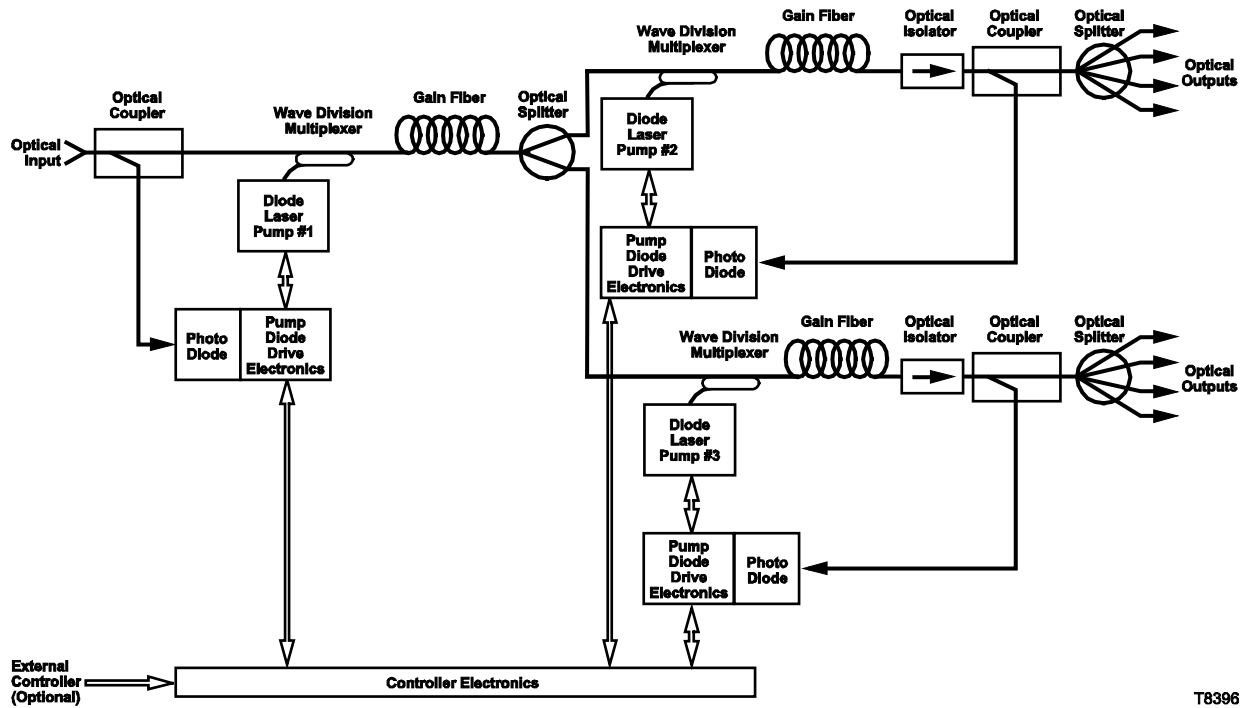 Wave Division
Multiplexer
Gain Fiber
Optical
Isolator
Optical
Coupler
Optical
Splitter
Optical
Outputs
Optical
Coupler
Wave Division
Multiplexer
Gain Fiber
Optical
Splitter
Optical
Input
Diode
Laser
Pump #2
Diode
Laser
Pump #1
Pump
Diode
Drive
Electronics
Photo
Diode
Photo
Diode
Pump
Diode
Drive
Electronics
Wave Division
Multiplexer
Gain Fiber
Optical
Isolator
Optical
Coupler
Optical
Splitter
Optical
Outputs
Diode
Laser
Pump #3
Pump
Diode
Drive
Electronics
Photo
Diode
External
Controller
(Optional)
Controller Electronics
T8396